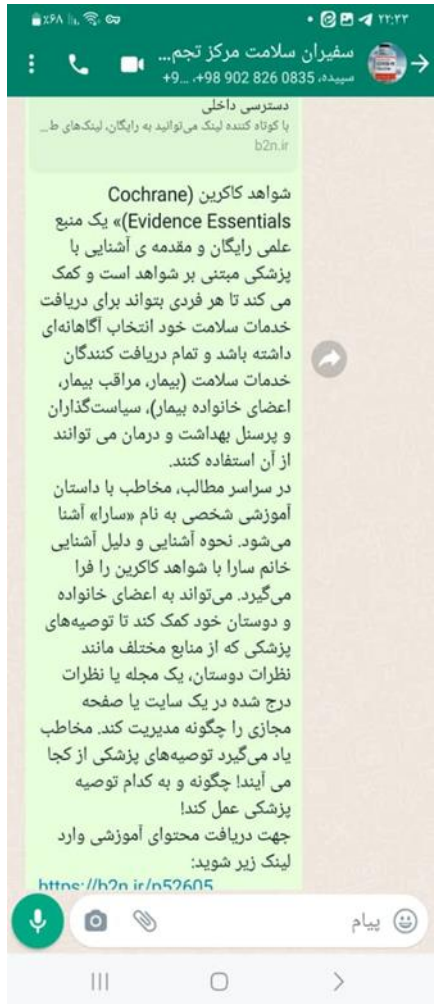 ۲۲:۲۳
٪۶۸
سفیران سلامت مرکز تجم...
سپیده، ‎+98 902 826 0835، +9...
دسترسی داخلی
با کوتاه کننده لینک می‌توانید به رایگان، لینک‌های ط...
b2n.ir
شواهد کاکرین (Cochrane
Evidence Essentials)» یک منبع
علمی رایگان و مقدمه ی آشنایی با
پزشکی مبتنی بر شواهد است و کمک
می کند تا هر فردی بتواند برای دریافت
خدمات سلامت خود انتخاب آگاهانه‌ای
داشته باشد و تمام دریافت کنندگان
خدمات سلامت (بیمار، مراقب بیمار،
اعضای خانواده بیمار)، سیاست‌گذاران
و پرسنل بهداشت و درمان می توانند
از آن استفاده کنند.
در سراسر مطالب، مخاطب با داستان
آموزشی شخصی به نام «سارا» آشنا
می‌شود. نحوه آشنایی و دلیل آشنایی
خانم سارا با شواهد کاکرین را فرا
می‌گیرد. می‌تواند به اعضای خانواده
و دوستان خود کمک کند تا توصیه‌های
پزشکی که از منابع مختلف مانند
نظرات دوستان، یک مجله یا نظرات
درج شده در یک سایت یا صفحه
مجازی را چگونه مدیریت کند. مخاطب
یاد می‌گیرد توصیه‌های پزشکی از کجا
می آیند! چگونه و به کدام توصیه
پزشکی عمل کند!
جهت دریافت محتوای آموزشی وارد
لینک زیر شوید:
https://b2n.ir/n52605
پیام